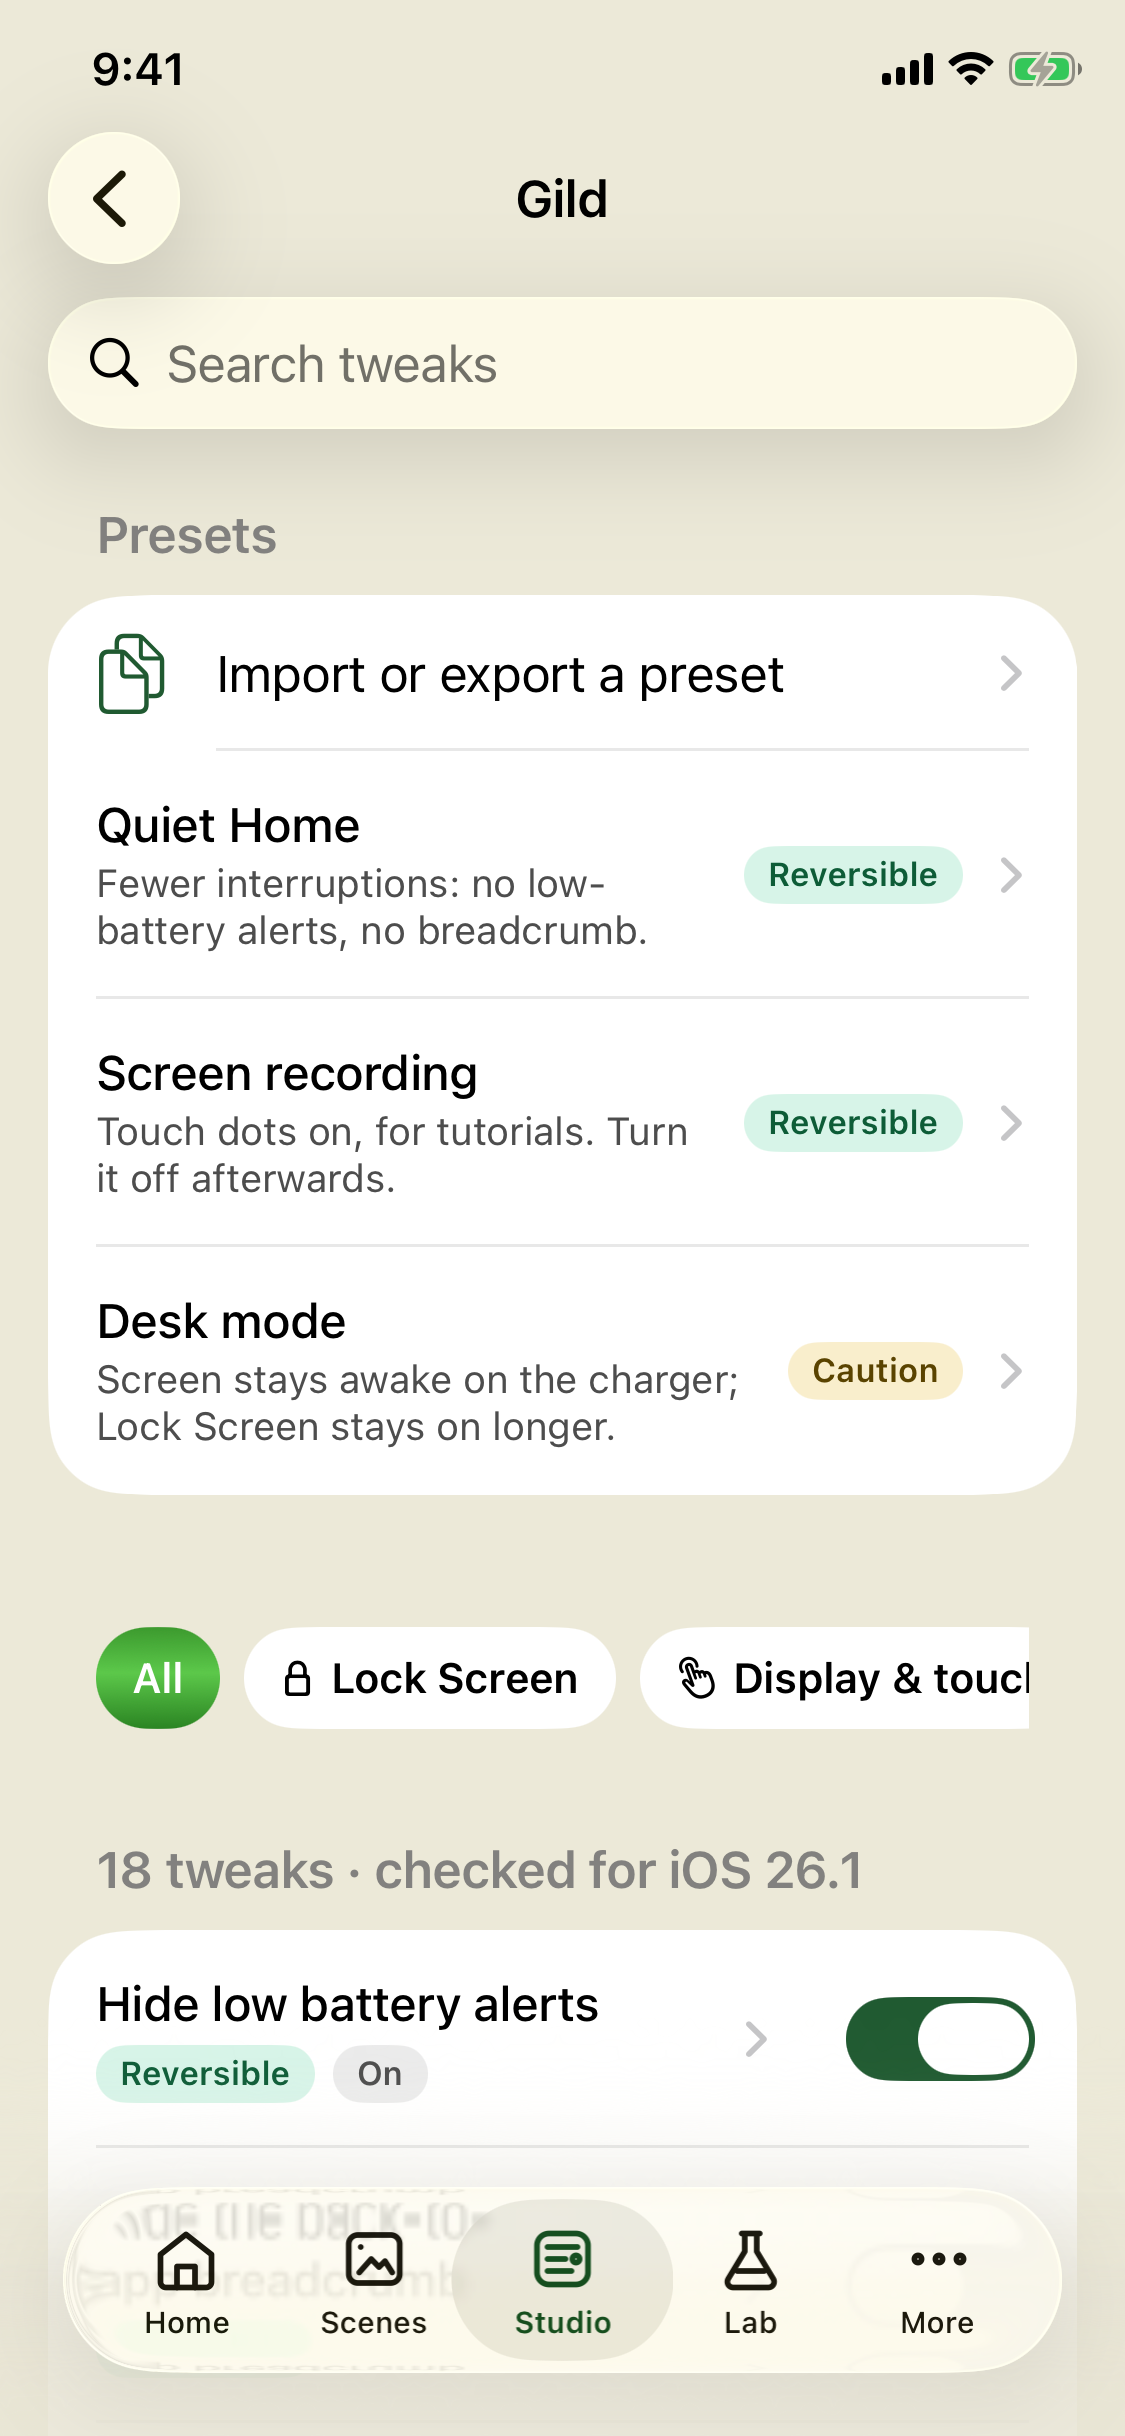 9:41
Gild
Search tweaks
Presets
Import or export a preset
Quiet Home
Fewer interruptions: no low-
battery alerts, no breadcrumb.
Reversible
Screen recording
Touch dots on, for tutorials. Turn
it off afterwards.
Reversible
Desk mode
Screen stays awake on the charger;
Lock Screen stays on longer.
Caution
All
Lock Screen
Display & touch
18 tweaks · checked for iOS 26.1
Hide low battery alerts
Reversible
On
app breadcrumb
Home
Scenes
Studio
Lab
More